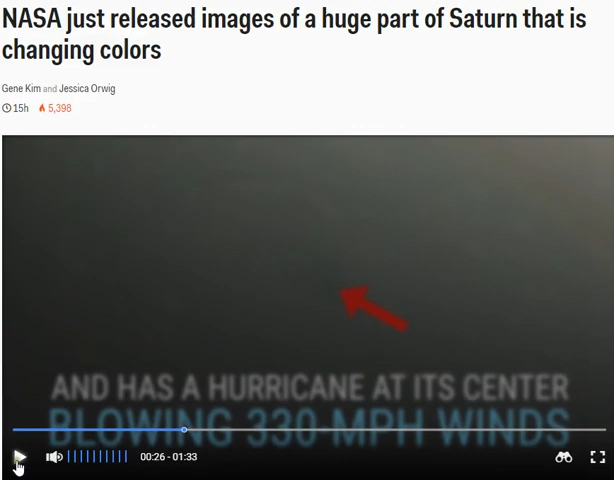 NASA just released images of a huge part of Saturn that is
changing colors
Gene Kim and Jessica Orwig
15h 5,398
AND HAS A HURRICANE AT ITS CENTER
BLOWING 330-MPH WINDS
00:26 - 01:33